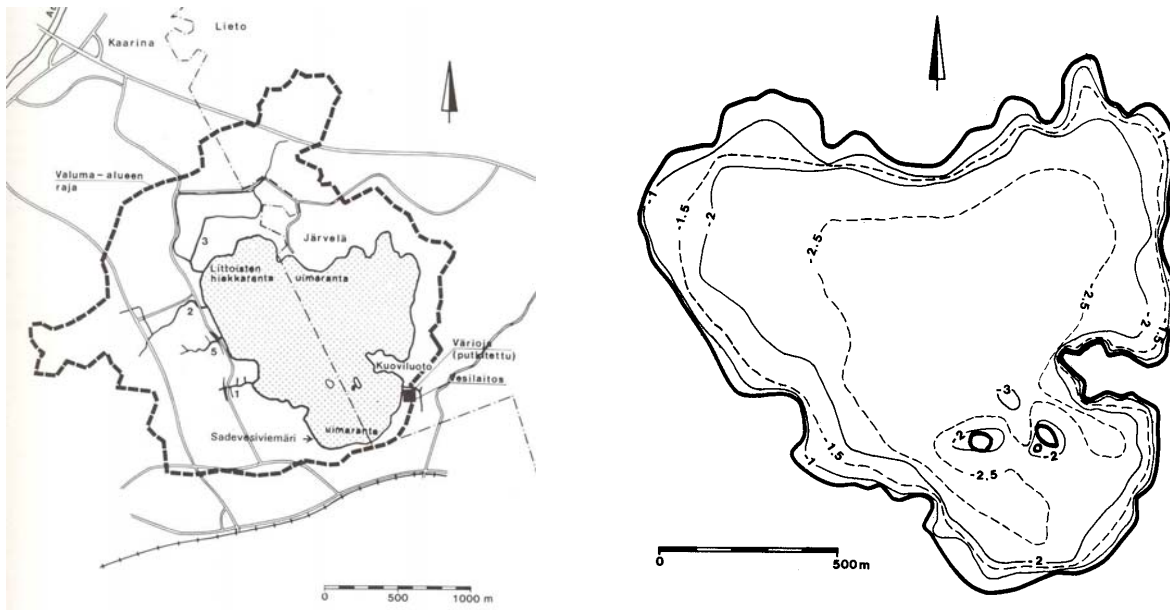 Lieto
Kaarina
Valuma-alueen
raja
3
Järvelä
Littoisten
hiekkaranta
uimaranta
2
5
1
Värioja
(putkitettu)
Kuoviluoto
Vesilaitos
uimaranta
Sadevesiviemäri
0 500 1000 m
-1
-1
-1.5
-2
-2.5
-2.5
-2
-1.5
-3
-2
0
-2
-2.5
-1.5
-1
-2
0 500m